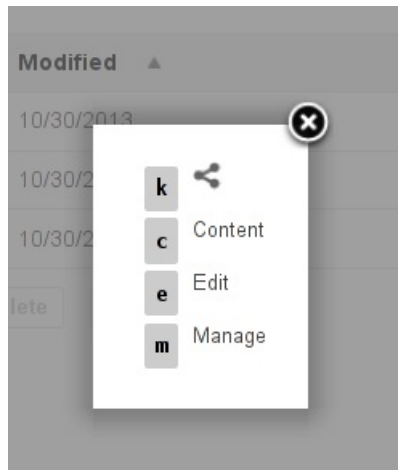 Modified
10/30/2013
10/30/2
10/30/2
lete
k
c Content
e Edit
m Manage